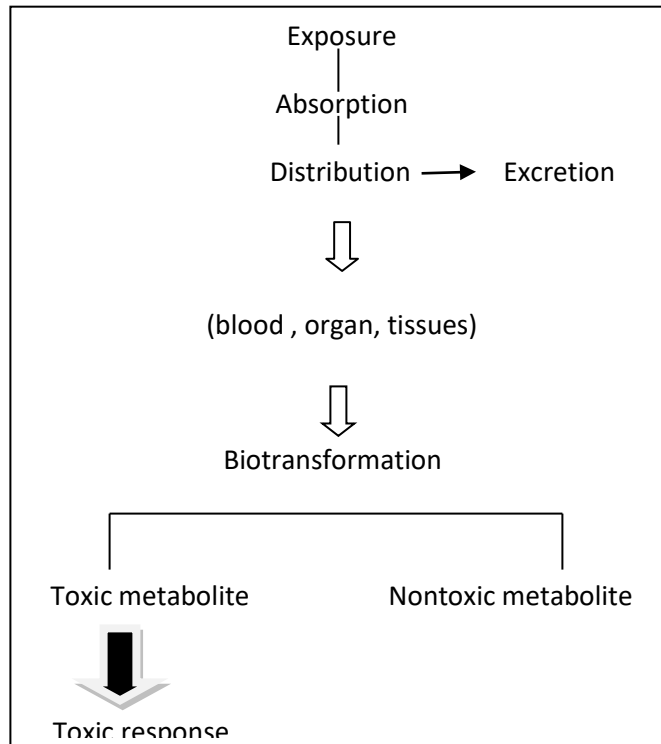 Exposure
Absorption
Distribution Excretion
(blood , organ, tissues)
Biotransformation
Toxic metabolite Nontoxic metabolite
Toxic response